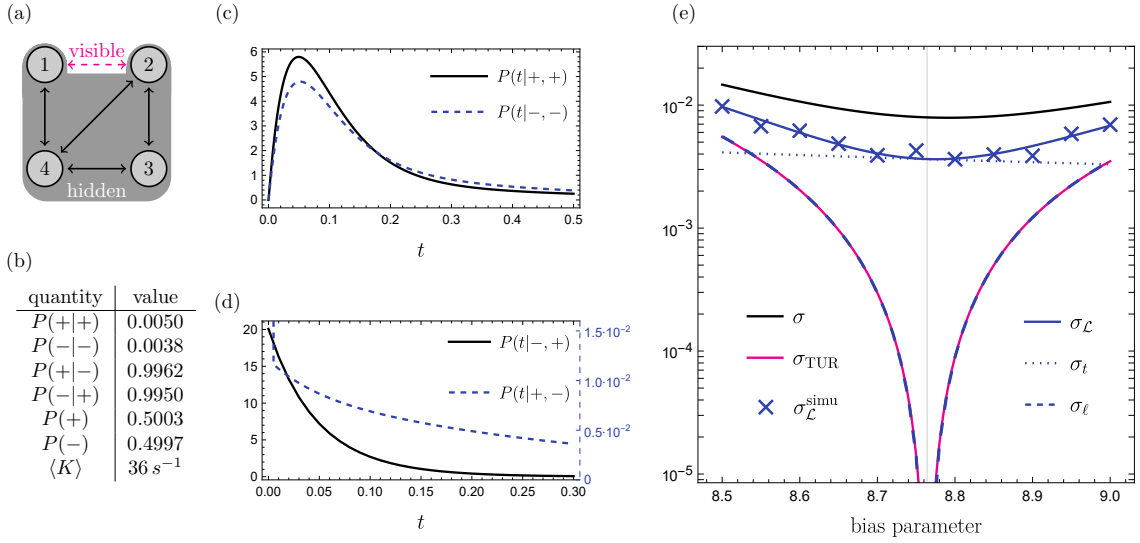 (a)
visible
1
2
4
3
hidden
(b)
quantity value
P(+|+) 0.0050
P(−|−) 0.0038
P(+|−) 0.9962
P(−|+) 0.9950
P(+) 0.5003
P(−) 0.4997
⟨K⟩ 36 s⁻¹
(c)
6
5
4
3
2
1
0
P(t|+,+)
P(t|−,−)
0.0 0.1 0.2 0.3 0.4 0.5
t
(d)
20
15
10
5
0
P(t|−,+)
P(t|+,−)
1.5·10⁻²
1.0·10⁻²
0.5·10⁻²
0
0.00 0.05 0.10 0.15 0.20 0.25 0.30
t
(e)
10⁻²
10⁻³
10⁻⁴
10⁻⁵
σ
σ_TUR
σ_ℒ^simu
σ_ℒ
σ_t
σ_ℓ
8.5 8.6 8.7 8.8 8.9 9.0
bias parameter